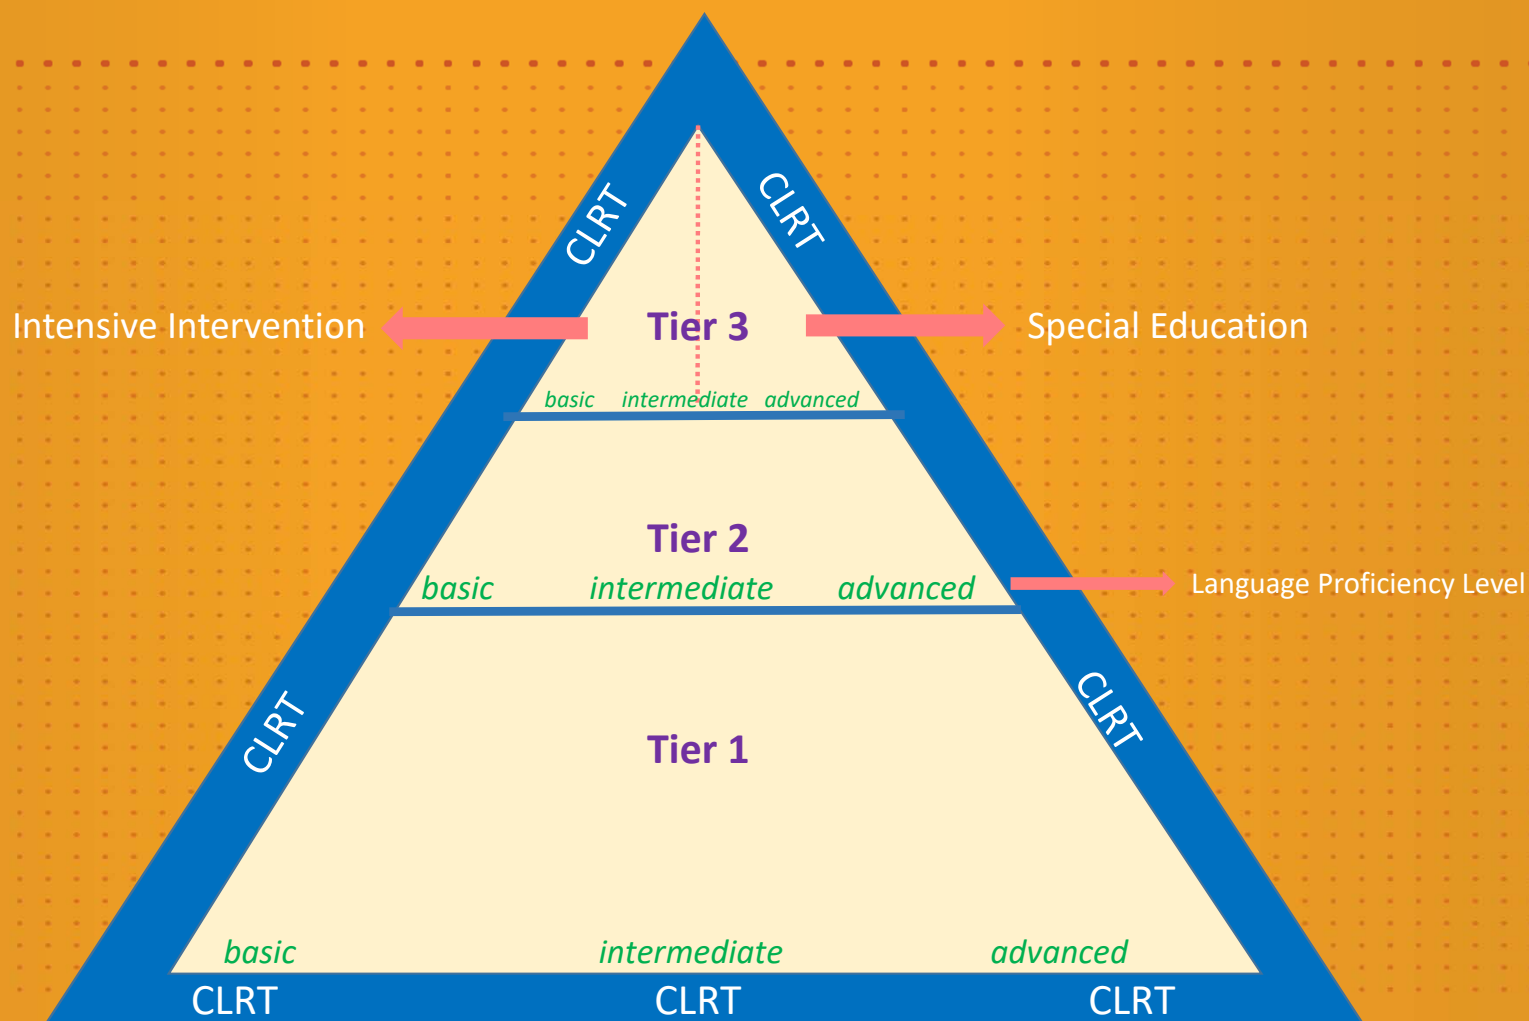 CLRT
CLRT
Intensive Intervention
Tier 3
Special Education
basic intermediate advanced
Tier 2
basic intermediate advanced
Language Proficiency Level
CLRT
CLRT
Tier 1
basic intermediate advanced
CLRT CLRT CLRT